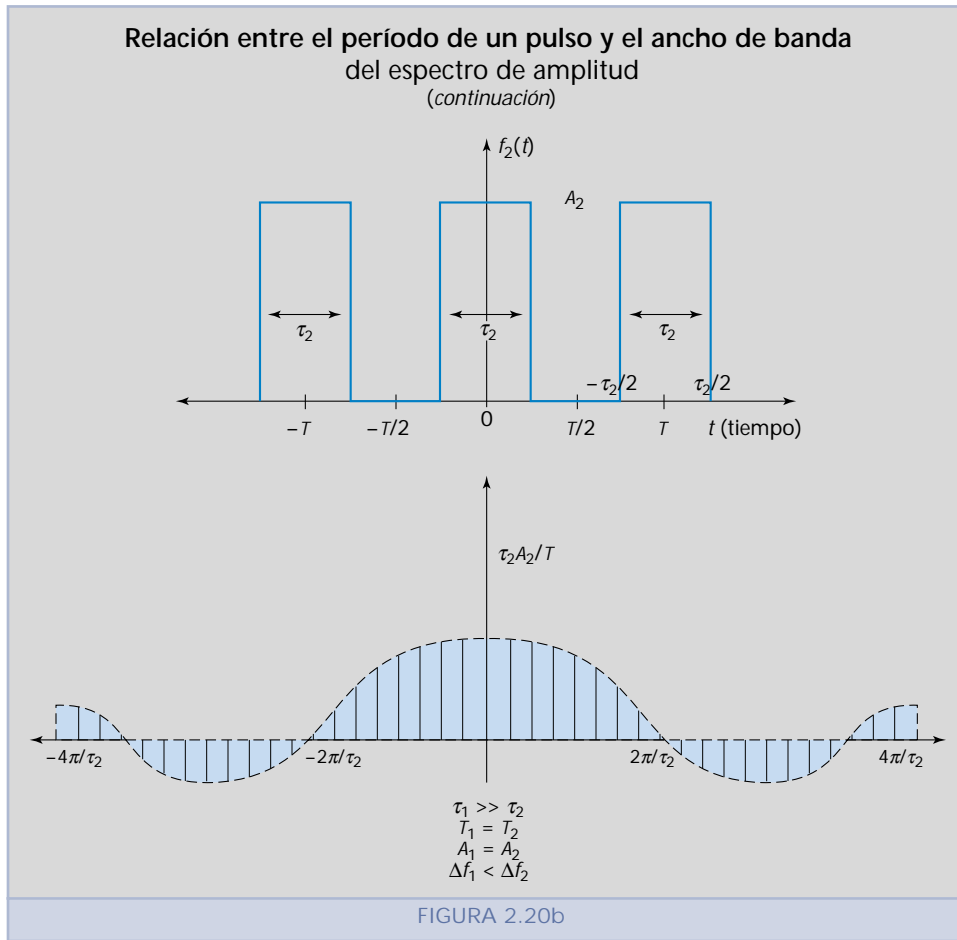 Relación entre el período de un pulso y el ancho de banda
del espectro de amplitud
(continuación)
f₂(t)
A₂
τ₂ τ₂ τ₂
−τ₂/2 τ₂/2
−T −T/2 0 T/2 T t (tiempo)
τ₂A₂/T
−4π/τ₂ −2π/τ₂ 2π/τ₂ 4π/τ₂
τ₁ >> τ₂
T₁ = T₂
A₁ = A₂
Δf₁ < Δf₂
FIGURA 2.20b